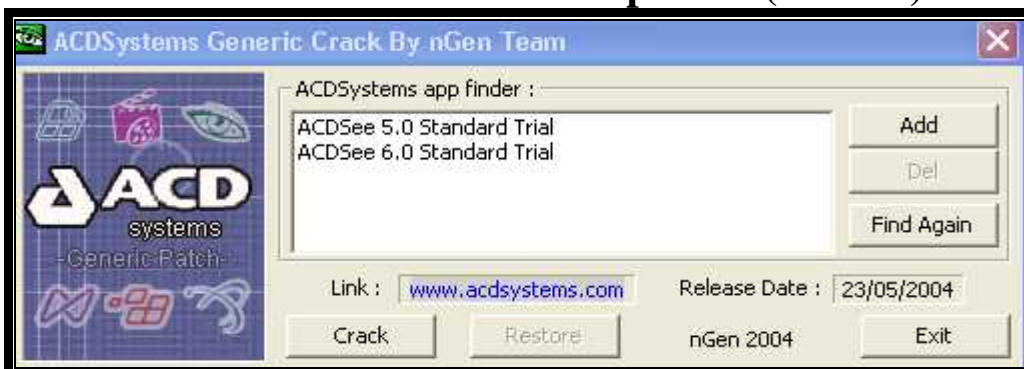 ACDSystems Generic Crack By nGen Team
ACDSystems app finder :
ACDSee 5.0 Standard Trial
ACDSee 6.0 Standard Trial
Add
Del
Find Again
ACD
systems
-Generic Patch-
Link : www.acdsystems.com
Release Date : 23/05/2004
Crack
Restore
nGen 2004
Exit